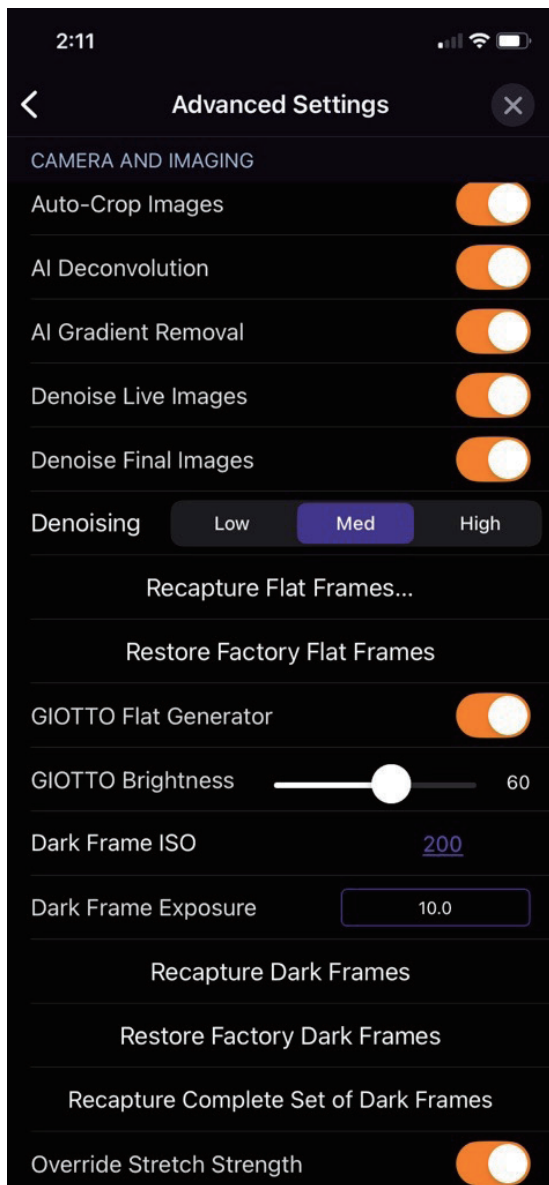 2:11
Advanced Settings
CAMERA AND IMAGING
Auto-Crop Images
AI Deconvolution
AI Gradient Removal
Denoise Live Images
Denoise Final Images
Denoising Low Med High
Recapture Flat Frames...
Restore Factory Flat Frames
GIOTTO Flat Generator
GIOTTO Brightness 60
Dark Frame ISO 200
Dark Frame Exposure 10.0
Recapture Dark Frames
Restore Factory Dark Frames
Recapture Complete Set of Dark Frames
Override Stretch Strength